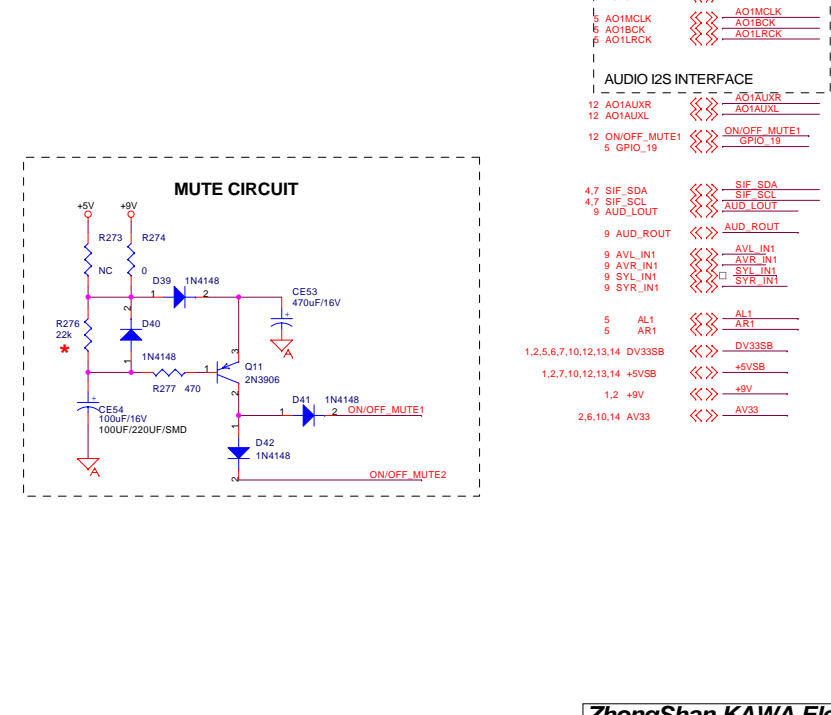 AO1MCLK
AO1BCK
AO1LRCK
5 AO1MCLK
5 AO1BCK
5 AO1LRCK
AUDIO I2S INTERFACE
12 AO1AUXR AO1AUXR
12 AO1AUXL AO1AUXL
12 ON/OFF_MUTE1 ON/OFF_MUTE1
5 GPIO_19 GPIO_19
4,7 SIF_SDA SIF_SDA
4,7 SIF_SCL SIF_SCL
9 AUD_LOUT AUD_LOUT
9 AUD_ROUT AUD_ROUT
9 AVL_IN1 AVL_IN1
9 AVR_IN1 AVR_IN1
9 SYL_IN1 SYL_IN1
9 SYR_IN1 SYR_IN1
5 AL1 AL1
5 AR1 AR1
1,2,5,6,7,10,12,13,14 DV33SB DV33SB
1,2,7,10,12,13,14 +5VSB +5VSB
1,2 +9V +9V
2,6,10,14 AV33 AV33
MUTE CIRCUIT
+5V +9V
R273 R274
NC 0
D39 1N4148
1 2
CE53
470uF/16V
+
A
R276
22k
*
2
D40
1
1N4148
R277 470
1
3
Q11
2N3906
2
+
CE54
100uF/16V
100UF/220UF/SMD
A
D41 1N4148
1 2 ON/OFF_MUTE1
1
D42
1N4148
2
ON/OFF_MUTE2